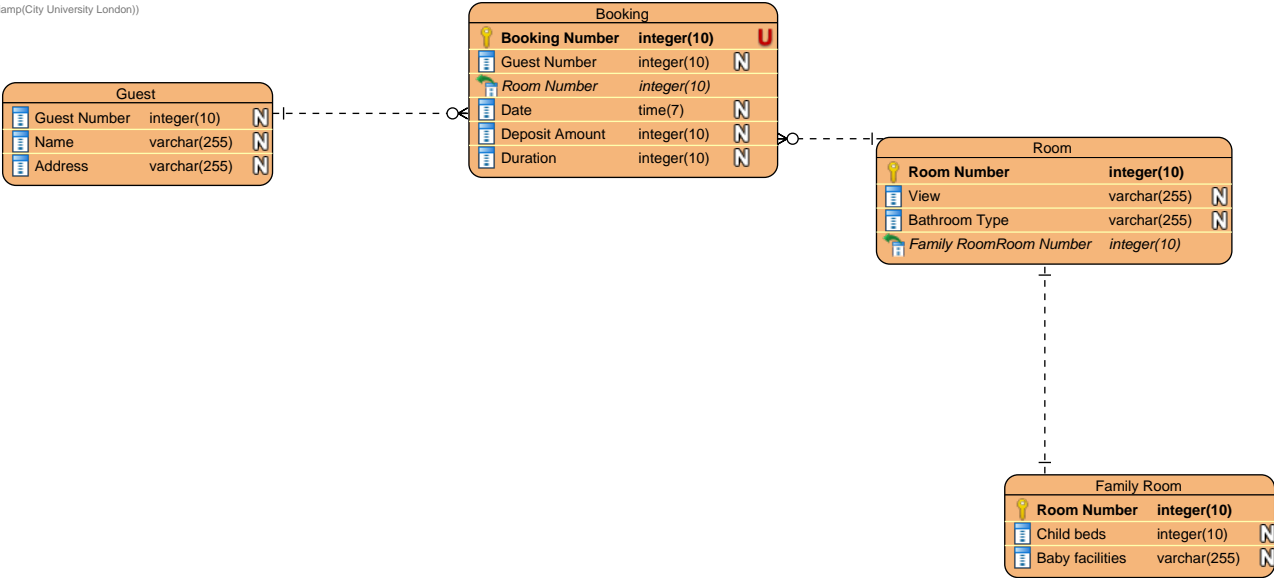 amp(City University London))
Booking
Booking Number integer(10) U
Guest Number integer(10) N
Room Number integer(10)
Date time(7) N
Deposit Amount integer(10) N
Duration integer(10) N
Guest
Guest Number integer(10) N
Name varchar(255) N
Address varchar(255) N
Room
Room Number integer(10)
View varchar(255) N
Bathroom Type varchar(255) N
Family RoomRoom Number integer(10)
Family Room
Room Number integer(10)
Child beds integer(10) N
Baby facilities varchar(255) N